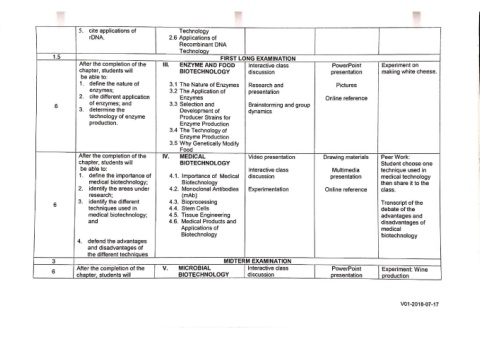 5. cite applications of rDNA.
Technology
2.6 Applications of
Recombinant DNA
Technology
1.5 FIRST LONG EXAMINATION
6
After the completion of the
chapter, students will
be able to:
1. define the nature of
enzymes;
2. cite different application
of enzymes; and
3. determine the
technology of enzyme
production.
III. ENZYME AND FOOD
BIOTECHNOLOGY
3.1 The Nature of Enzymes
3.2 The Application of
Enzymes
3.3 Selection and
Development of
Producer Strains for
Enzyme Production
3.4 The Technology of
Enzyme Production
3.5 Why Genetically Modify
Food
Interactive class
discussion
Research and
presentation
Brainstorming and group
dynamics
PowerPoint
presentation
Pictures
Online reference
Experiment on
making white cheese.
6
After the completion of the
chapter, students will
be able to:
1. define the importance of
medical biotechnology;
2. identify the areas under
research;
3. identify the different
techniques used in
medical biotechnology;
and
4. defend the advantages
and disadvantages of
the different techniques
IV. MEDICAL
BIOTECHNOLOGY
4.1. Importance of Medical
Biotechnology
4.2. Monoclonal Antibodies
(mAb)
4.3. Bioprocessing
4.4. Stem Cells
4.5. Tissue Engineering
4.6. Medical Products and
Applications of
Biotechnology
Video presentation
Interactive class
discussion
Experimentation
Drawing materials
Multimedia
presentation
Online reference
Peer Work:
Student choose one
technique used in
medical technology
then share it to the
class.
Transcript of the
debate of the
advantages and
disadvantages of
medical
biotechnology
3 MIDTERM EXAMINATION
6
After the completion of the
chapter, students will
V. MICROBIAL
BIOTECHNOLOGY
Interactive class
discussion
PowerPoint
presentation
Experiment: Wine
production
V01-2016-07-17